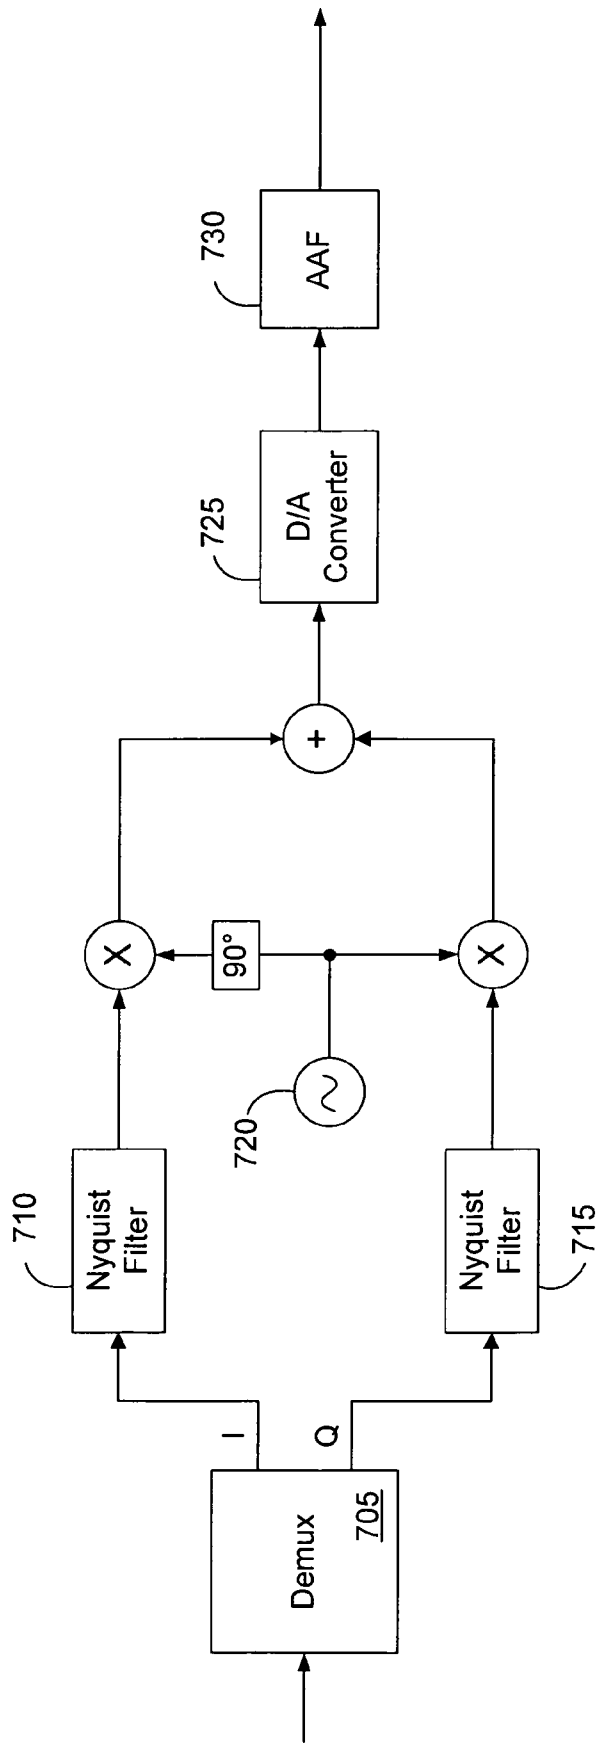 Demux
705
I
Q
710
Nyquist
Filter
Nyquist
Filter
715
720
90°
X
X
+
725
D/A
Converter
730
AAF